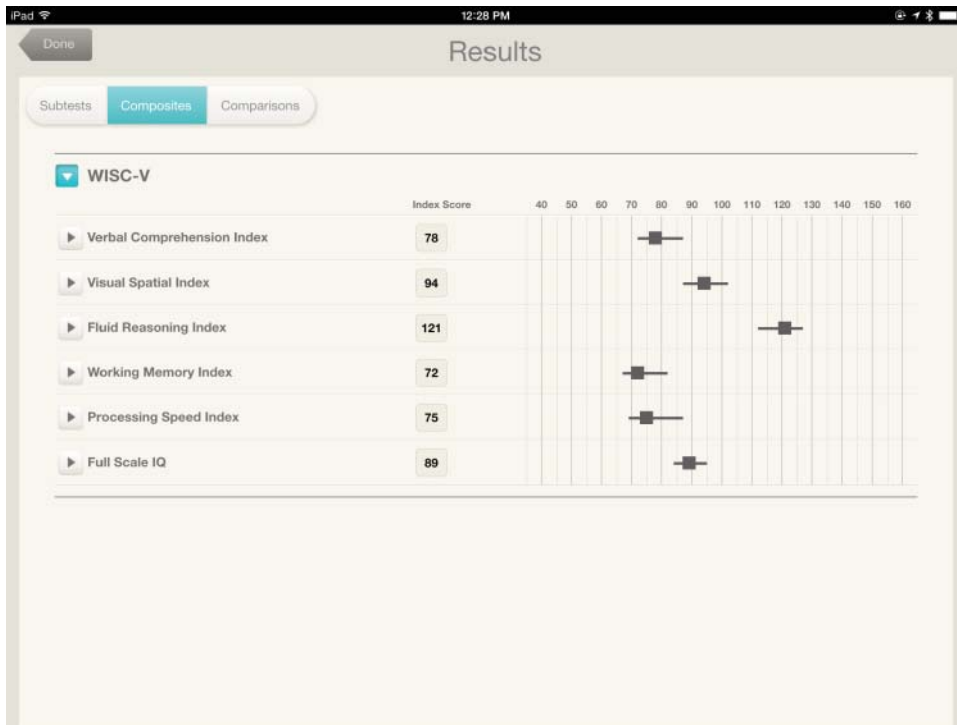 iPad 12:28 PM
Done Results
Subtests Composites Comparisons
WISC-V
Index Score 40 50 60 70 80 90 100 110 120 130 140 150 160
Verbal Comprehension Index 78
Visual Spatial Index 94
Fluid Reasoning Index 121
Working Memory Index 72
Processing Speed Index 75
Full Scale IQ 89